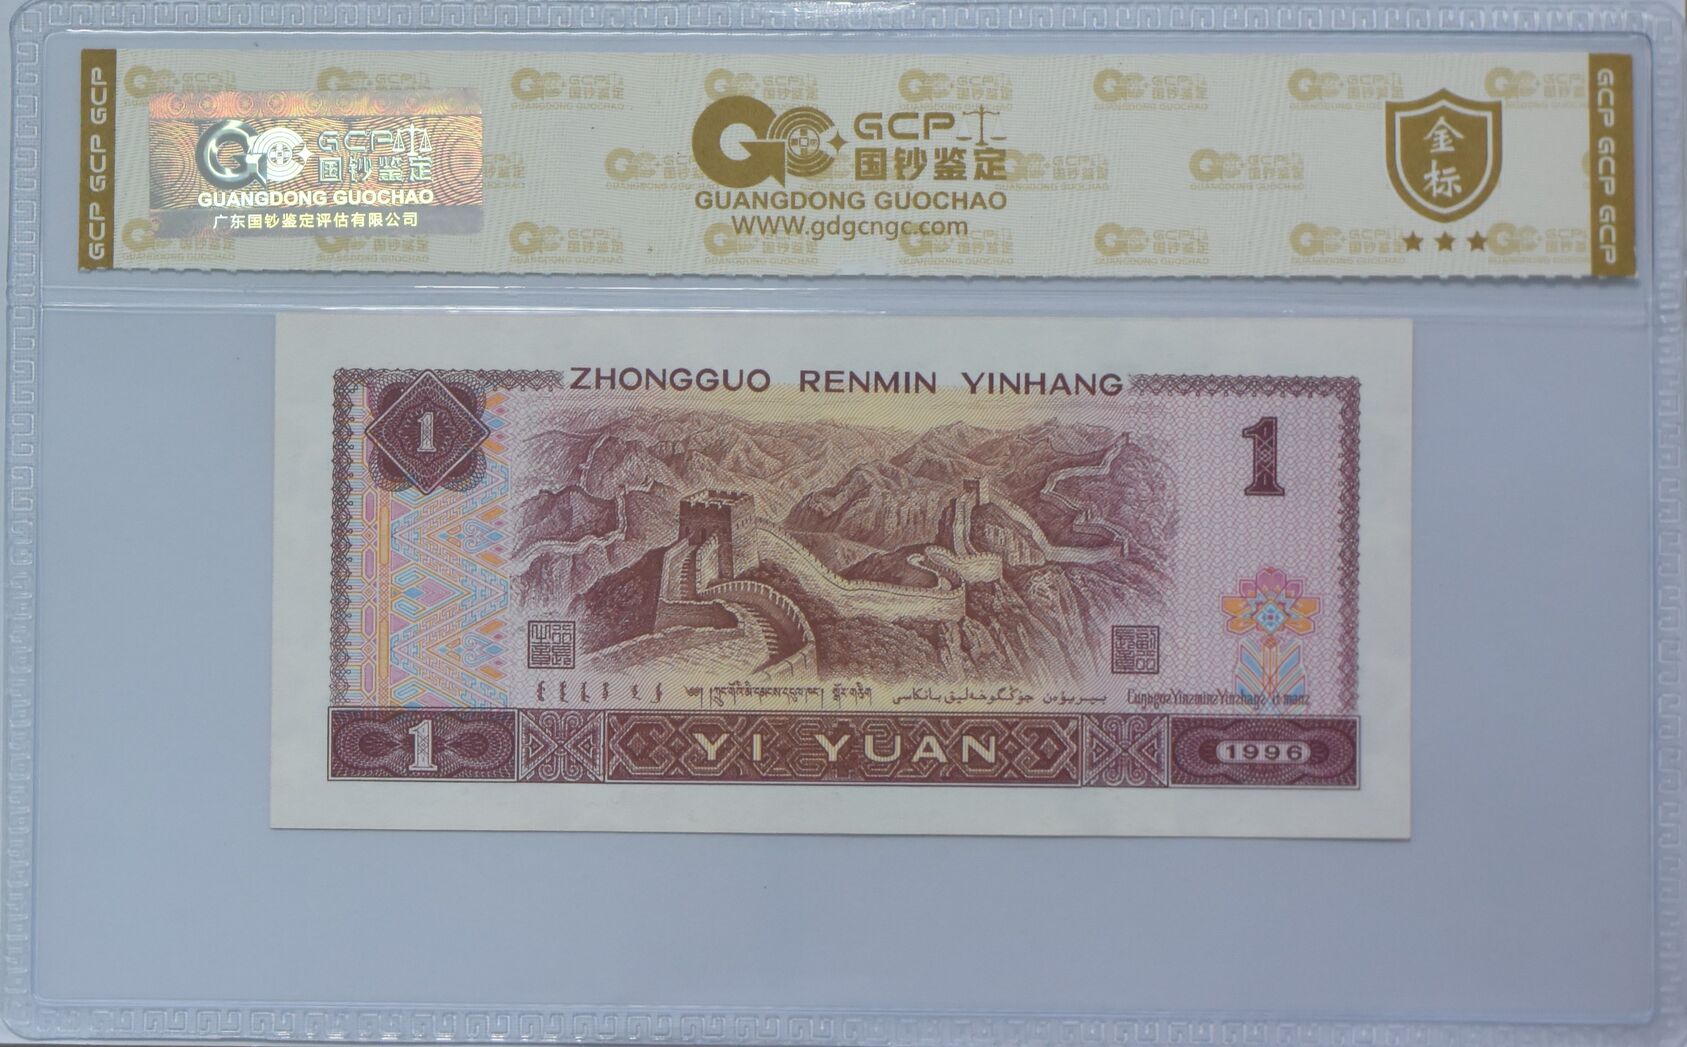 GCP GCP GCP
GCP
国钞鉴定
GUANGDONG GUOCHAO
广东国钞鉴定评估有限公司
GCP
国钞鉴定
GUANGDONG GUOCHAO
WWW.gdgcngc.com
金标
GCP GCP GCP
ZHONGGUO RENMIN YINHANG
1
1
1
YI YUAN
1996